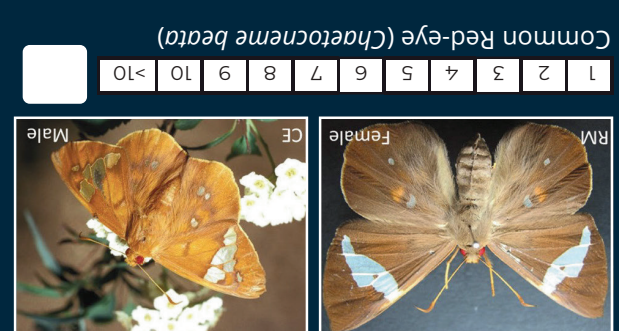 RM Female
CE Male
1 2 3 4 5 6 7 8 9 10 >10
Common Red-eye (Chaetocneme beata)